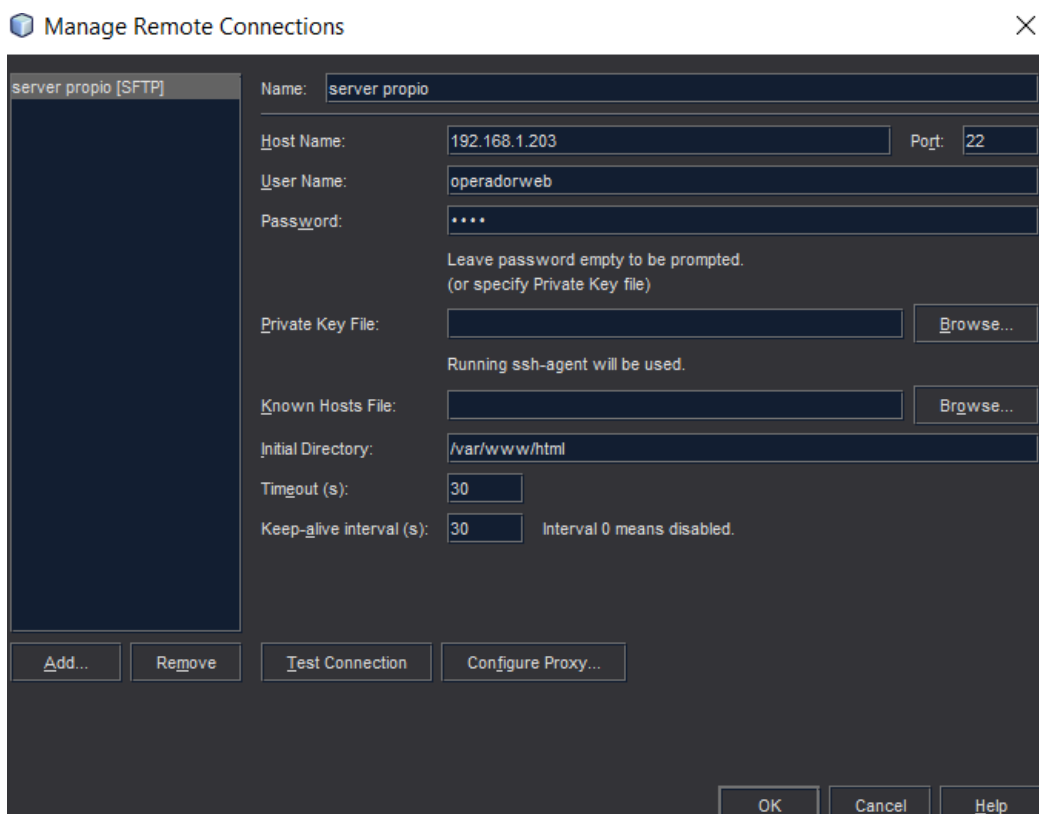 Manage Remote Connections
server propio [SFTP]
Name: server propio
Host Name: 192.168.1.203 Port: 22
User Name: operadorweb
Password: ••••
Leave password empty to be prompted.
(or specify Private Key file)
Private Key File: Browse...
Running ssh-agent will be used.
Known Hosts File: Browse...
Initial Directory: /var/www/html
Timeout (s): 30
Keep-alive interval (s): 30 Interval 0 means disabled.
Add... Remove Test Connection Configure Proxy...
OK Cancel Help